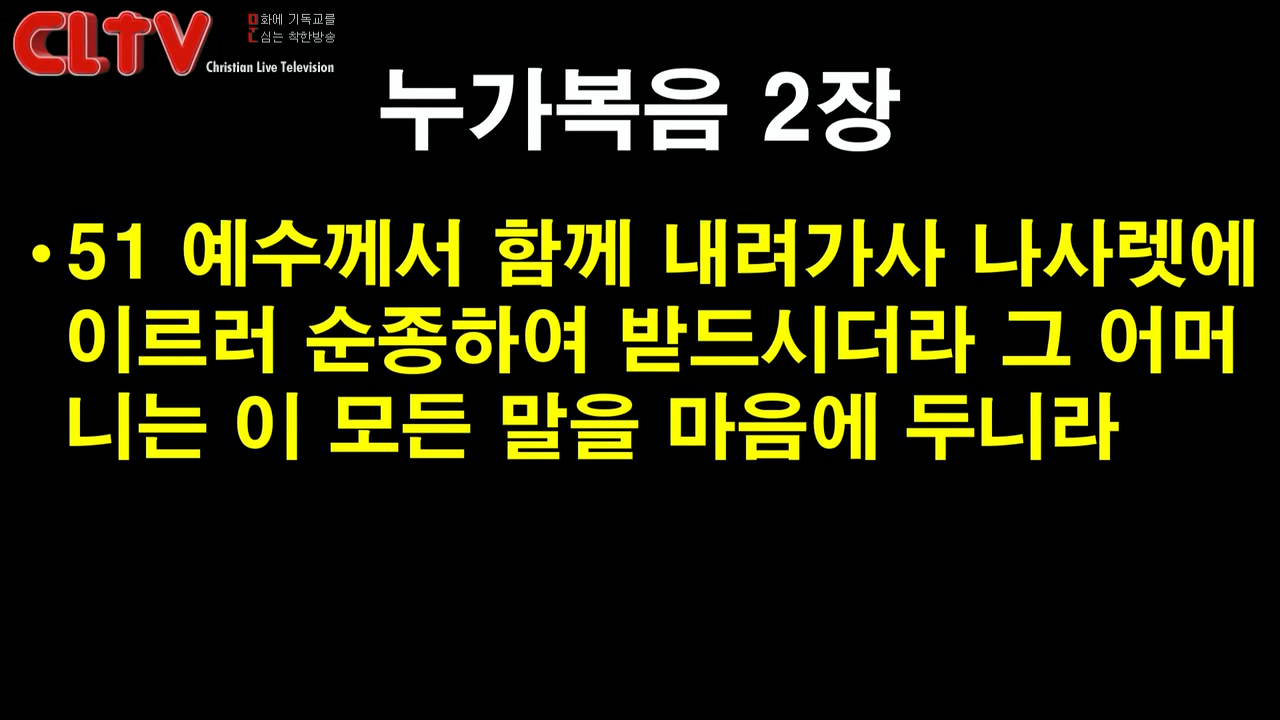 CLTV
문화에 기독교를
심는 착한방송
Christian Live Television
누가복음 2장
• 51 예수께서 함께 내려가사 나사렛에
이르러 순종하여 받드시더라 그 어머
니는 이 모든 말을 마음에 두니라